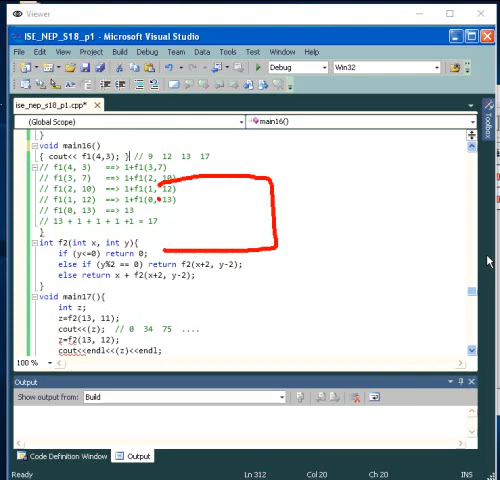 Viewer
ISE_NEP_S18_p1 - Microsoft Visual Studio
File Edit View Project Build Team Data Tools Test Window Help
Debug Win32
ise_nep_s18_p1.cpp*
(Global Scope) main16()
}
void main16()
{ cout<< f1(4,3); } // 9 12 13 17
// f1(4, 3) ==> 1+f1(3,7)
// f1(3, 7) ==> 1+f1(2, 10)
// f1(2, 10) ==> 1+f1(1, 12)
// f1(1, 12) ==> 1+f1(0, 13)
// f1(0, 13) ==> 13
// 13 + 1 + 1 + 1 +1 = 17
}
int f2(int x, int y){
if (y<=0) return 0;
else if (y%2 == 0) return f2(x+2, y-2);
else return x + f2(x+2, y-2);
}
void main17(){
int z;
z=f2(13, 11);
cout<<(z); // 0 34 75 ....
z=f2(13, 12);
cout<<endl<<(z)<<endl;
100 %
Toolbox
Output
Show output from: Build
Code Definition Window Output
Ready Ln 312 Col 20 Ch 20 INS